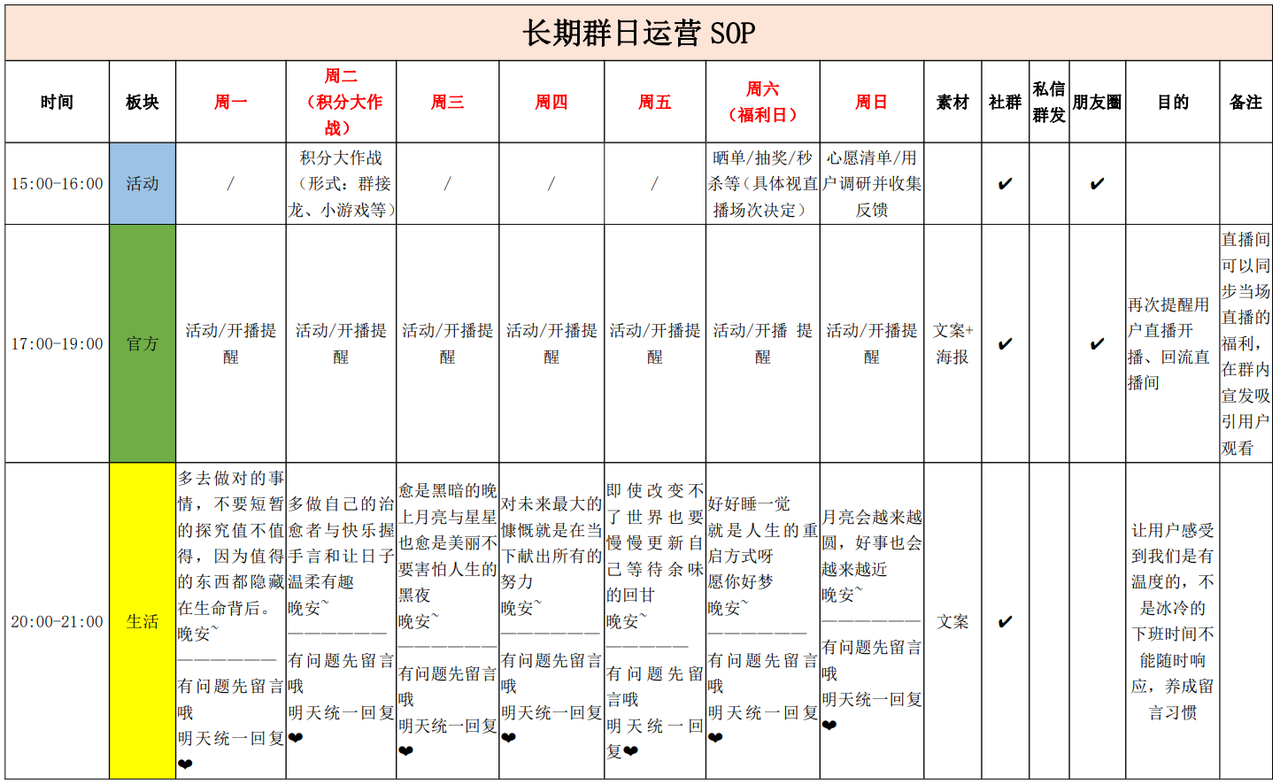 长期群日运营 SOP
时间
板块
周一
周二
（积分大作
战）
周三
周四
周五
周六
（福利日）
周日
素材
社群
私信
群发
朋友圈
目的
备注
15:00-16:00
活动
/
积分大作战
（形式：群接
龙、小游戏等）
/
/
/
晒单/抽奖/秒
杀等（具体视直
播场次决定）
心愿清单/用
户调研并收集
反馈
✔
✔
17:00-19:00
官方
活动/开播提
醒
活动/开播提
醒
活动/开播提
醒
活动/开播提
醒
活动/开播提
醒
活动/开播 提
醒
活动/开播提
醒
文案+
海报
✔
✔
再次提醒用
户直播开
播、回流直
播间
直播间
可以同
步当场
直播的
福利，
在群内
宣发吸
引用户
观看
20:00-21:00
生活
多去做对的事
情，不要短暂
的探究值不值
得，因为值得
的东西都隐藏
在生命背后。
晚安~
——————
有问题先留言
哦
明天统一回复
❤
多做自己的治
愈者与快乐握
手言和让日子
温柔有趣
晚安~
——————
有问题先留言
哦
明天统一回复
❤
愈是黑暗的晚
上月亮与星星
也愈是美丽不
要害怕人生的
黑夜
晚安~
——————
有问题先留言
哦
明天统一回复
❤
对未来最大的
慷慨就是在当
下献出所有的
努力
晚安~
——————
有问题先留言
哦
明天统一回复
❤
即使改变不
了世界也要
慢慢更新自
己等待余味
的回甘
晚安~
—————
有问题先留
言哦
明天统一回
复❤
好好睡一觉
就是人生的重
启方式呀
愿你好梦
晚安~
——————
有问题先留言
哦
明天统一回复
❤
月亮会越来越
圆，好事也会
越来越近
晚安~
——————
有问题先留言
哦
明天统一回复
❤
文案
✔
让用户感受
到我们是有
温度的，不
是冰冷的
下班时间不
能随时响
应，养成留
言习惯